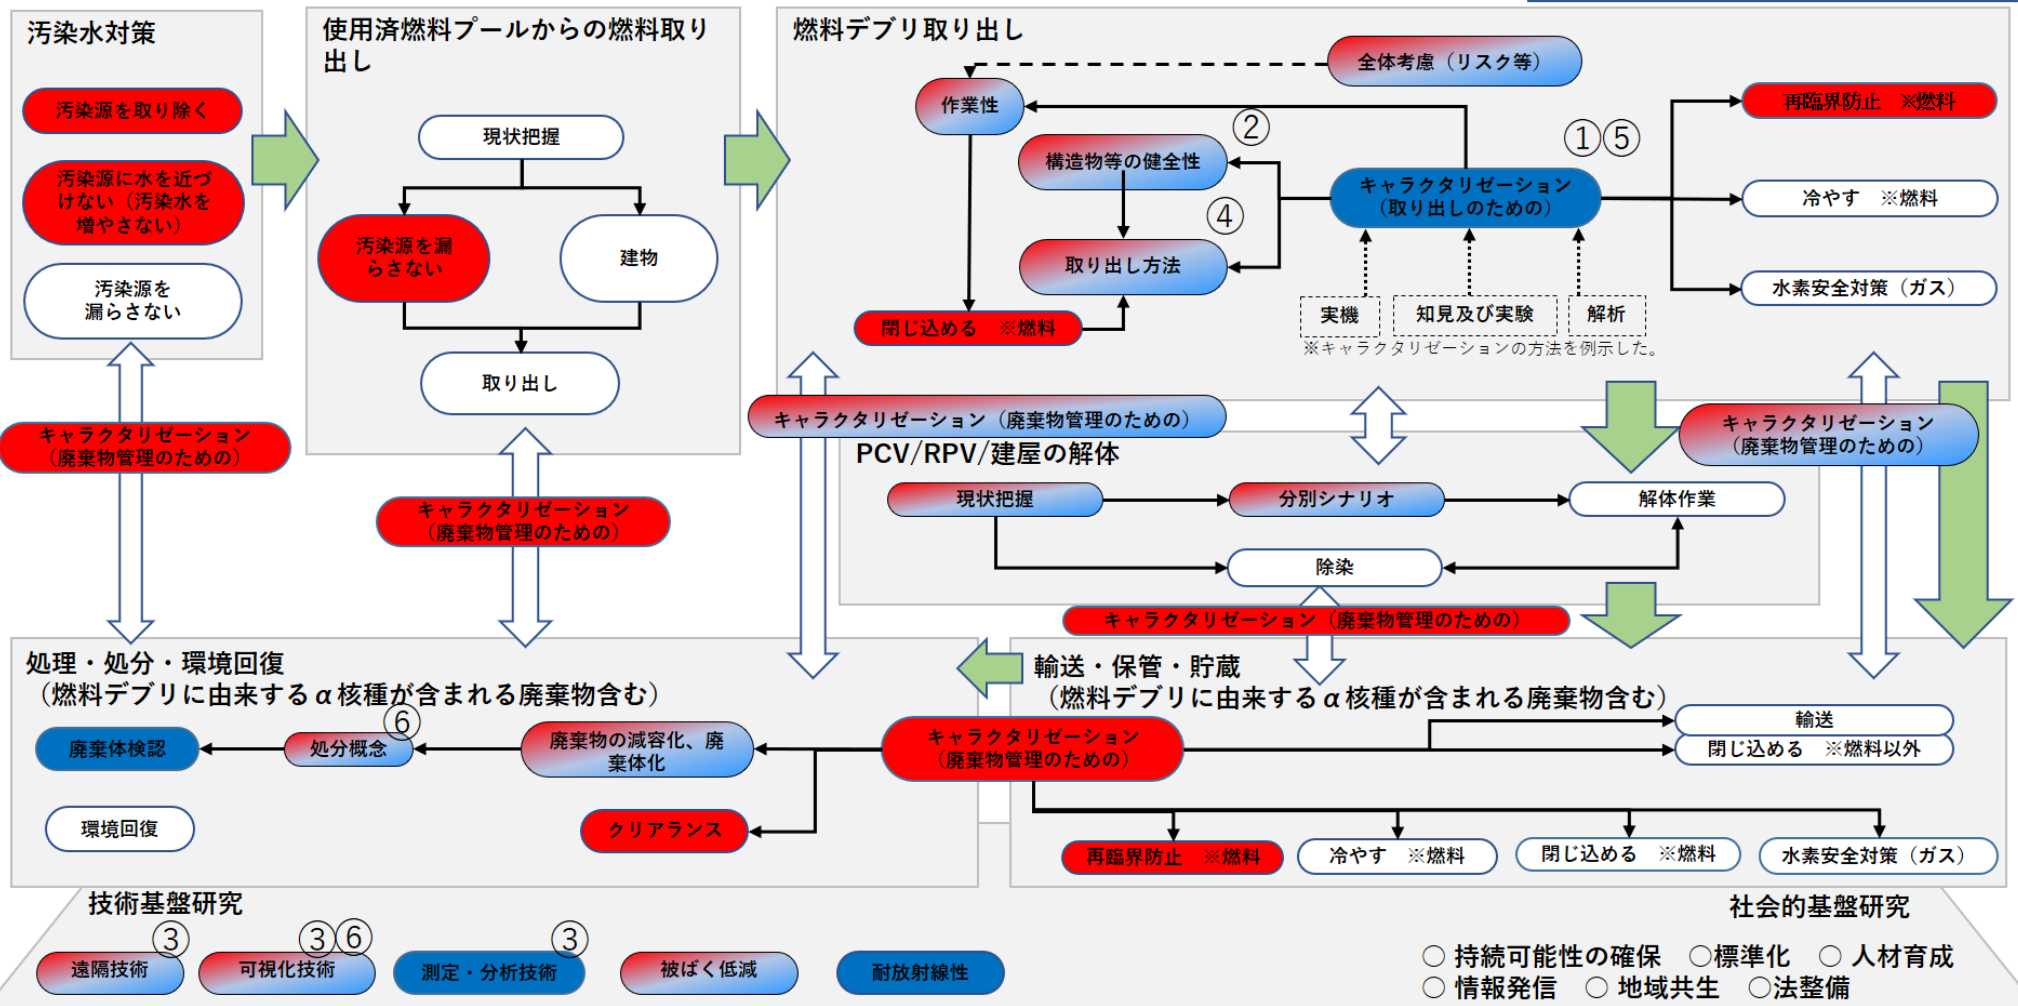 汚染水対策
汚染源を取り除く
汚染源に水を近づ
けない（汚染水を
増やさない）
汚染源を
漏らさない
キャラクタリゼーション
（廃棄物管理のための）
使用済燃料プールからの燃料取り
出し
現状把握
汚染源を漏
らさない
建物
取り出し
キャラクタリゼーション
（廃棄物管理のための）
燃料デブリ取り出し
全体考慮（リスク等）
作業性
②
構造物等の健全性
④
取り出し方法
閉じ込める　※燃料
①⑤
キャラクタリゼーション
（取り出しのための）
実機
知見及び実験
解析
※キャラクタリゼーションの方法を例示した。
再臨界防止　※燃料
冷やす　※燃料
水素安全対策（ガス）
キャラクタリゼーション（廃棄物管理のための）
キャラクタリゼーション
（廃棄物管理のための）
PCV/RPV/建屋の解体
現状把握
分別シナリオ
解体作業
除染
キャラクタリゼーション（廃棄物管理のための）
処理・処分・環境回復
（燃料デブリに由来するα核種が含まれる廃棄物含む）
廃棄体検認
⑥
処分概念
廃棄物の減容化、廃
棄体化
環境回復
クリアランス
輸送・保管・貯蔵
（燃料デブリに由来するα核種が含まれる廃棄物含む）
キャラクタリゼーション
（廃棄物管理のための）
輸送
閉じ込める　※燃料以外
再臨界防止　※燃料
冷やす　※燃料
閉じ込める　※燃料
水素安全対策（ガス）
技術基盤研究
③
遠隔技術
③⑥
可視化技術
③
測定・分析技術
被ばく低減
耐放射線性
社会的基盤研究
〇 持続可能性の確保　〇標準化　〇 人材育成
〇 情報発信　〇 地域共生　〇法整備